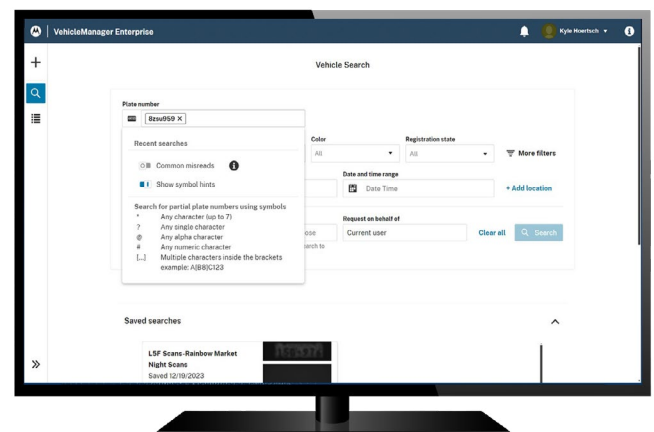 VehicleManager Enterprise
Kyle Hoertsch
Vehicle Search
Plate number
8zsu959 X
Recent searches
Common misreads
Show symbol hints
Search for partial plate numbers using symbols
* Any character (up to 7)
? Any single character
@ Any alpha character
# Any numeric character
[...] Multiple characters inside the brackets
example: A[B8]C123
Color
All
Registration state
All
More filters
Date and time range
Date Time
+ Add location
Request on behalf of
ose
Current user
Clear all
Search
earch to
Saved searches
L5F Scans-Rainbow Market
Night Scans
Saved 12/19/2023